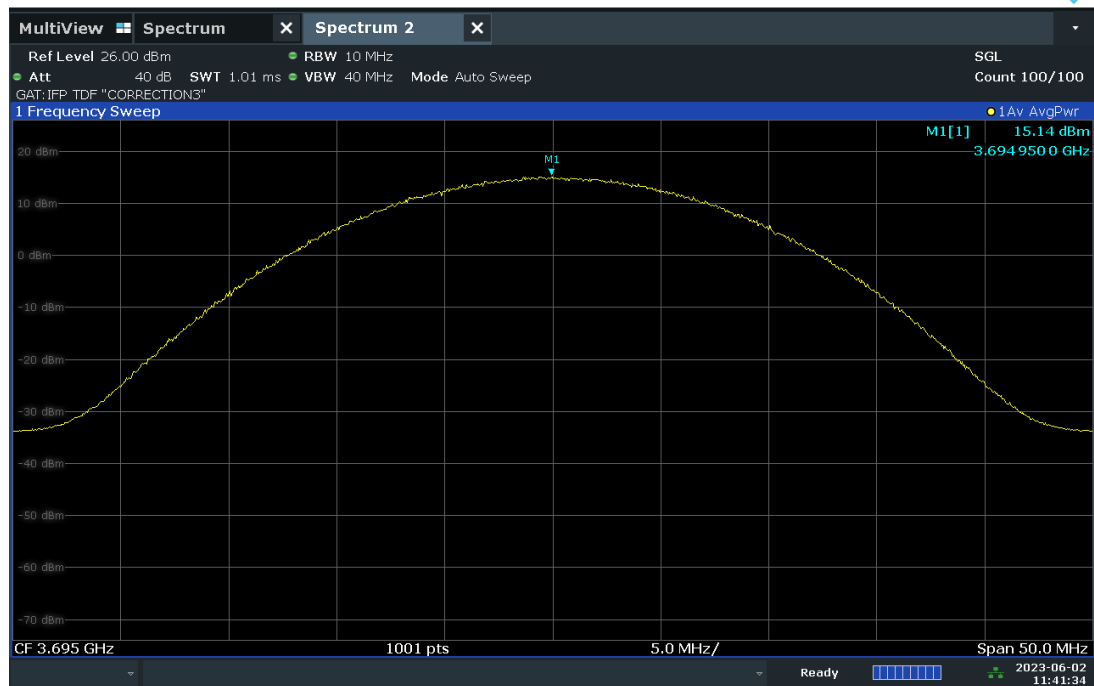 MultiView Spectrum X Spectrum 2 X
Ref Level 26.00 dBm RBW 10 MHz SGL
Att 40 dB SWT 1.01 ms VBW 40 MHz Mode Auto Sweep Count 100/100
GAT:IFP TDF "CORRECTION3"
1 Frequency Sweep 1Av AvgPwr
M1[1] 15.14 dBm
3.6949500 GHz
20 dBm
M1
10 dBm
0 dBm
-10 dBm
-20 dBm
-30 dBm
-40 dBm
-50 dBm
-60 dBm
-70 dBm
CF 3.695 GHz 1001 pts 5.0 MHz/ Span 50.0 MHz
Ready 2023-06-02
11:41:34